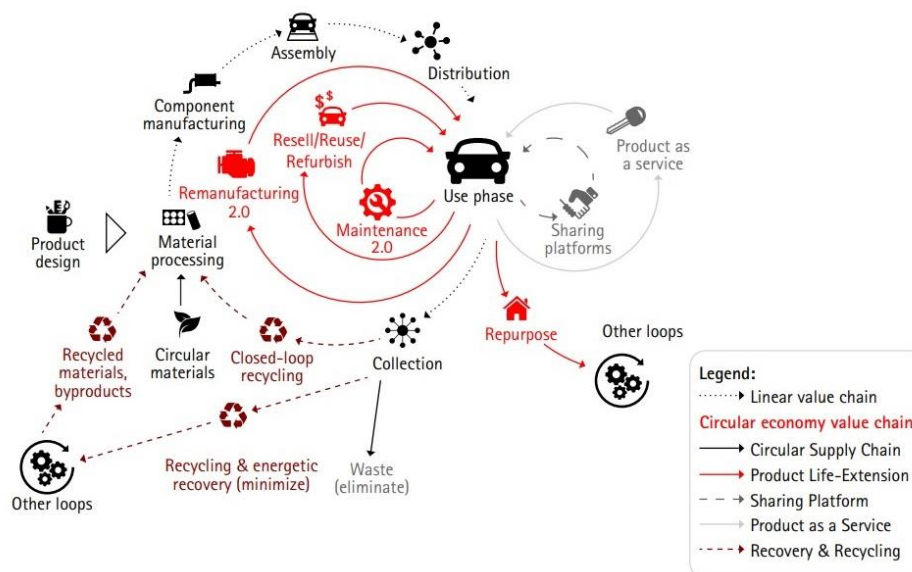 Assembly
Distribution
Component
manufacturing
$$
Resell/Reuse/
Refurbish
Product as
a service
Remanufacturing
2.0
Use phase
Maintenance
2.0
Sharing
platforms
Product
design
Material
processing
Repurpose
Other loops
Recycled
materials,
byproducts
Circular
materials
Closed-loop
recycling
Collection
Recycling & energetic
recovery (minimize)
Waste
(eliminate)
Other loops
Legend:
Linear value chain
Circular economy value chain
Circular Supply Chain
Product Life-Extension
Sharing Platform
Product as a Service
Recovery & Recycling